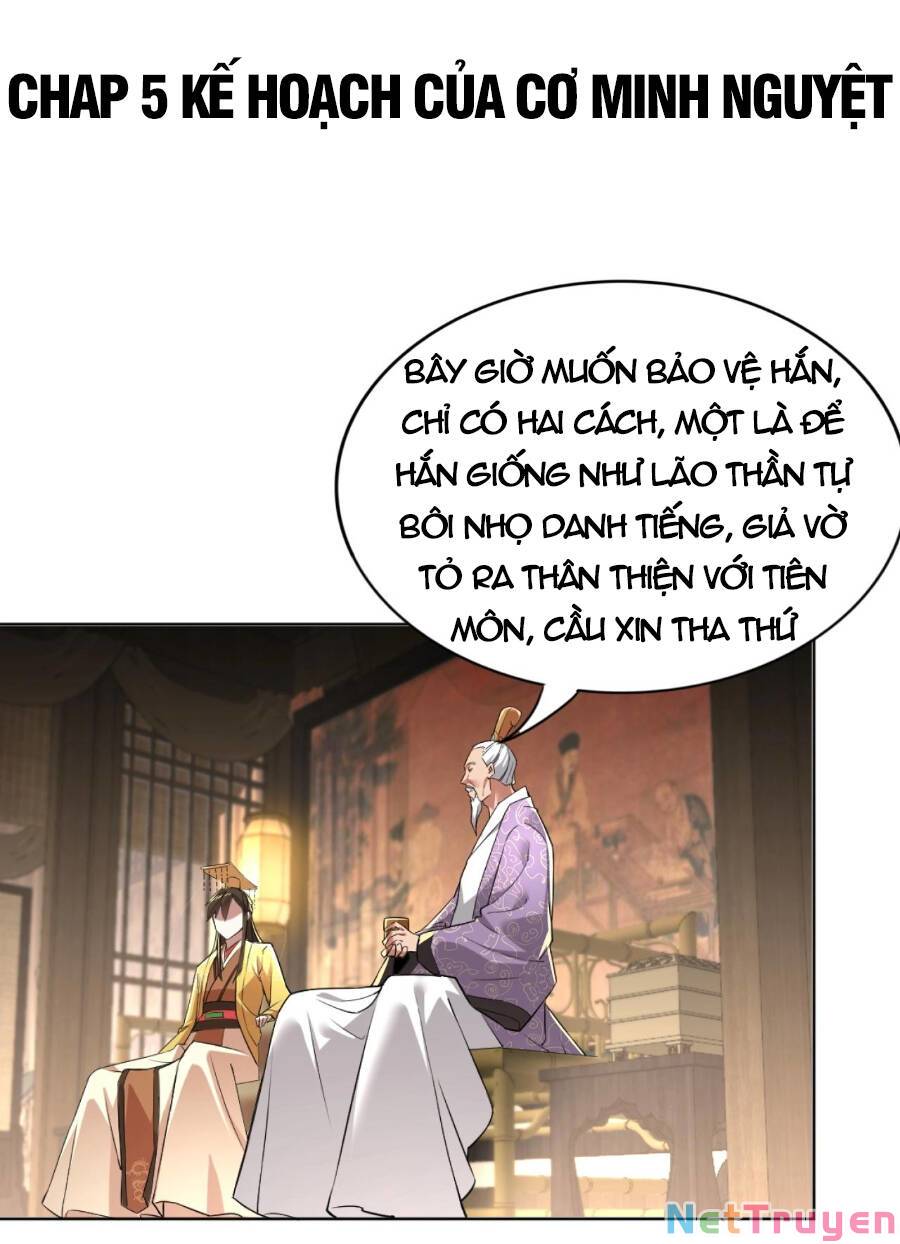 CHAP 5 KẾ HOẠCH CỦA CƠ MINH NGUYỆT
BÂY GIỜ MUỐN BẢO VỆ HẮN,
CHỈ CÓ HAI CÁCH, MỘT LÀ ĐỂ
HẮN GIỐNG NHƯ LÃO THẦN TỰ
BÔI NHỌ DANH TIẾNG, GIẢ VỜ
TỎ RA THÂN THIỆN VỚI TIÊN
MÔN, CẦU XIN THA THỨ
NetTruyen